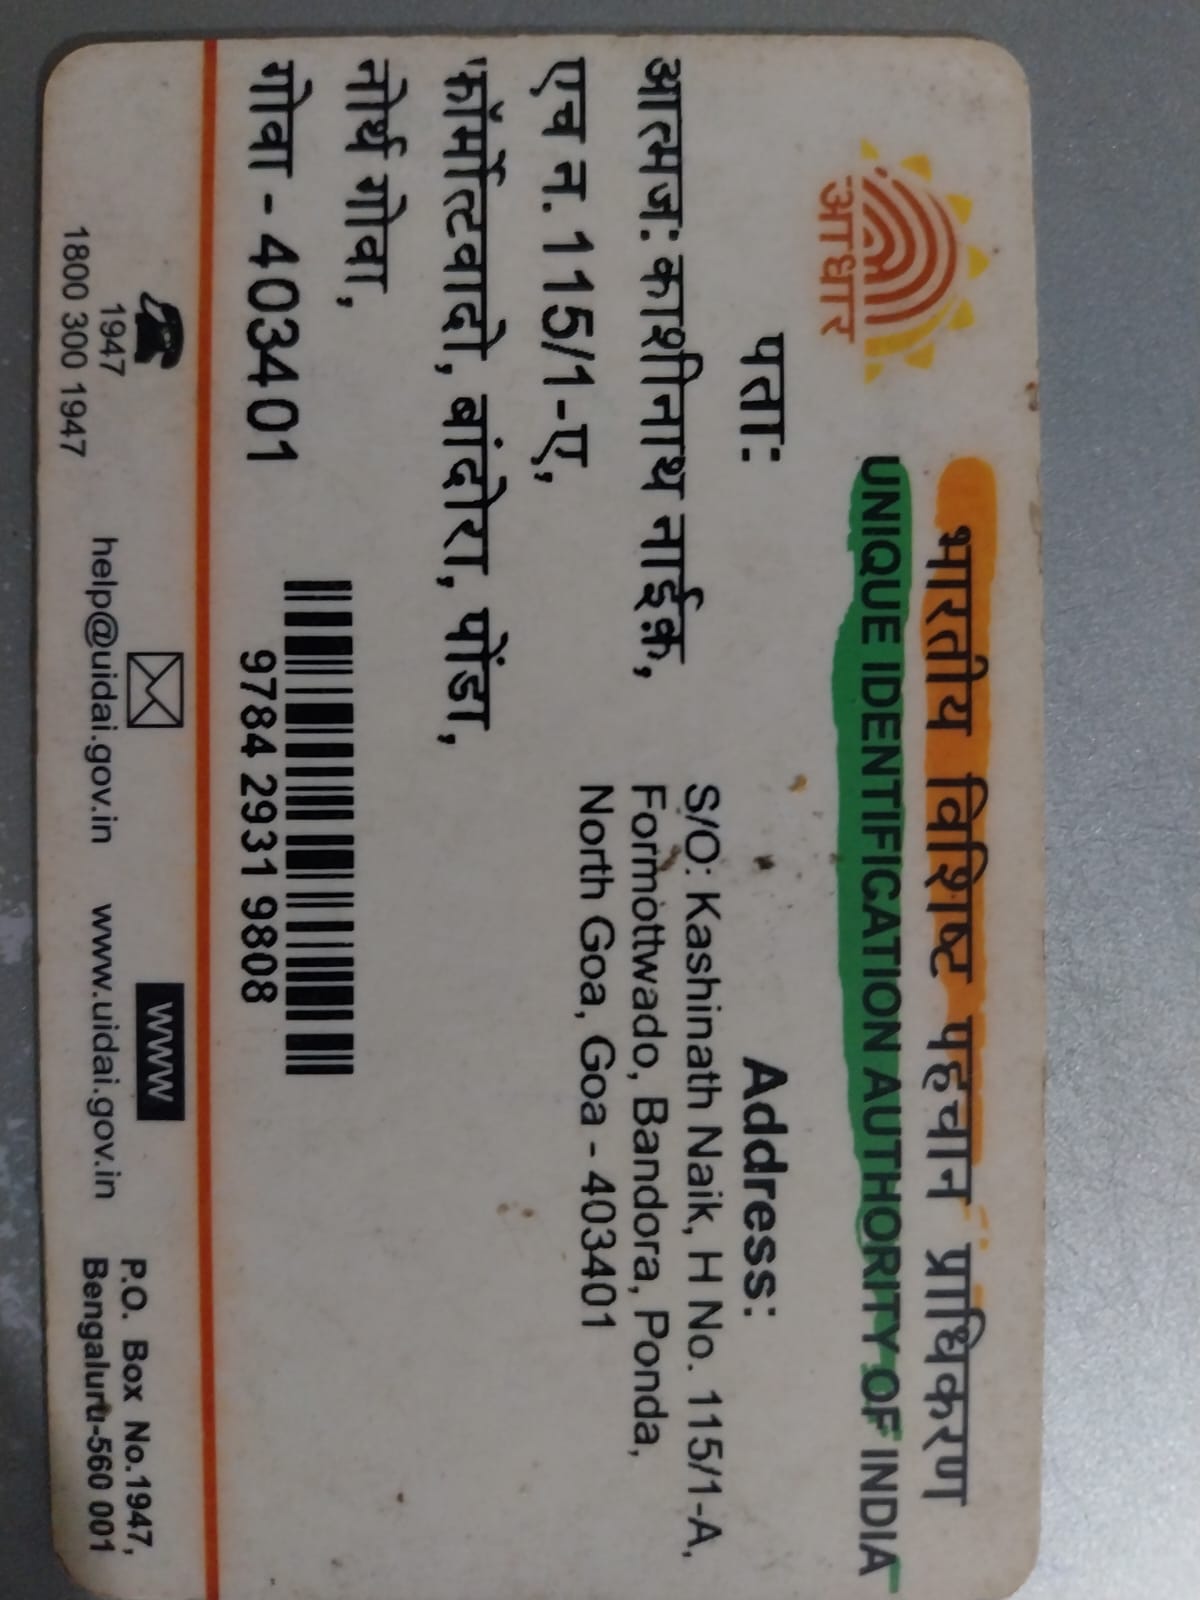 आधार
भारतीय विशिष्ट पहचान प्राधिकरण
UNIQUE IDENTIFICATION AUTHORITY OF INDIA
पता:
आत्मज: काशीनाथ नाईक़,
एच न. 115/1-ए,
फॉर्मोत्टवादो, बांदोरा, पोंडा,
नोर्थ गोवा,
गोवा - 403401
Address:
S/O: Kashinath Naik, H No. 115/1-A,
Formottwado, Bandora, Ponda,
North Goa, Goa - 403401
9784 2931 9808
1947
1800 300 1947
help@uidai.gov.in
www
www.uidai.gov.in
P.O. Box No.1947,
Bengaluru-560 001